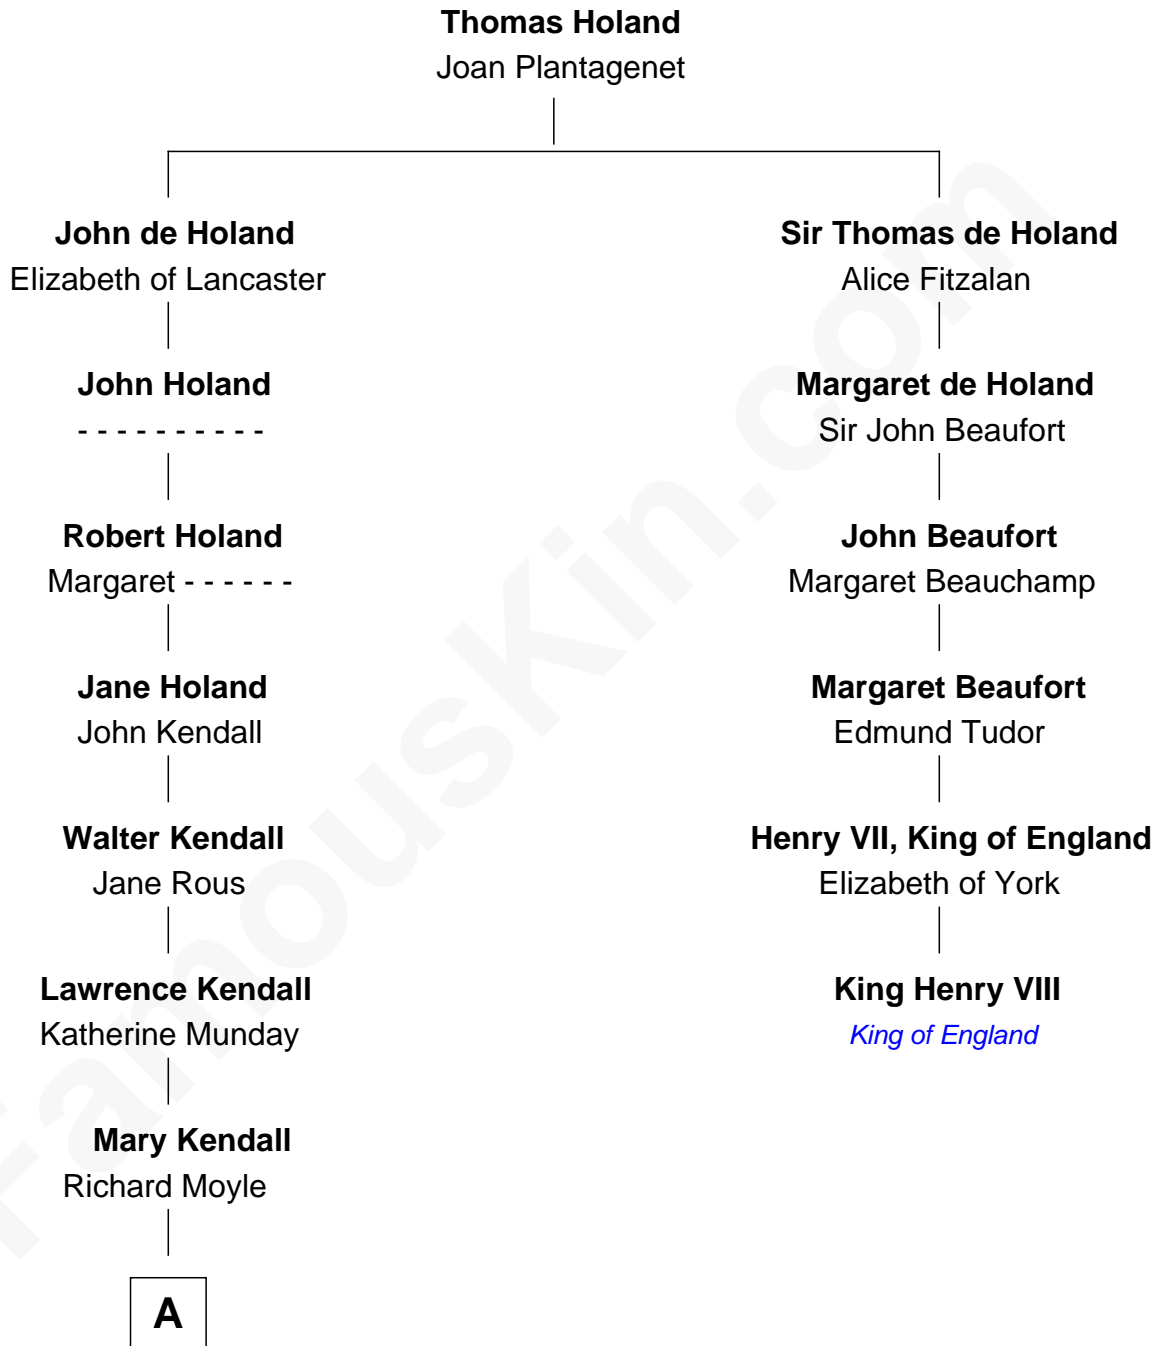 Thomas Holand
Joan Plantagenet
John de Holand
Elizabeth of Lancaster
John Holand
- - - - - - - - - -
Robert Holand
Margaret - - - - - -
Jane Holand
John Kendall
Walter Kendall
Jane Rous
Lawrence Kendall
Katherine Munday
Mary Kendall
Richard Moyle
A
Sir Thomas de Holand
Alice Fitzalan
Margaret de Holand
Sir John Beaufort
John Beaufort
Margaret Beauchamp
Margaret Beaufort
Edmund Tudor
Henry VII, King of England
Elizabeth of York
King Henry VIII
King of England
FamousKin.com